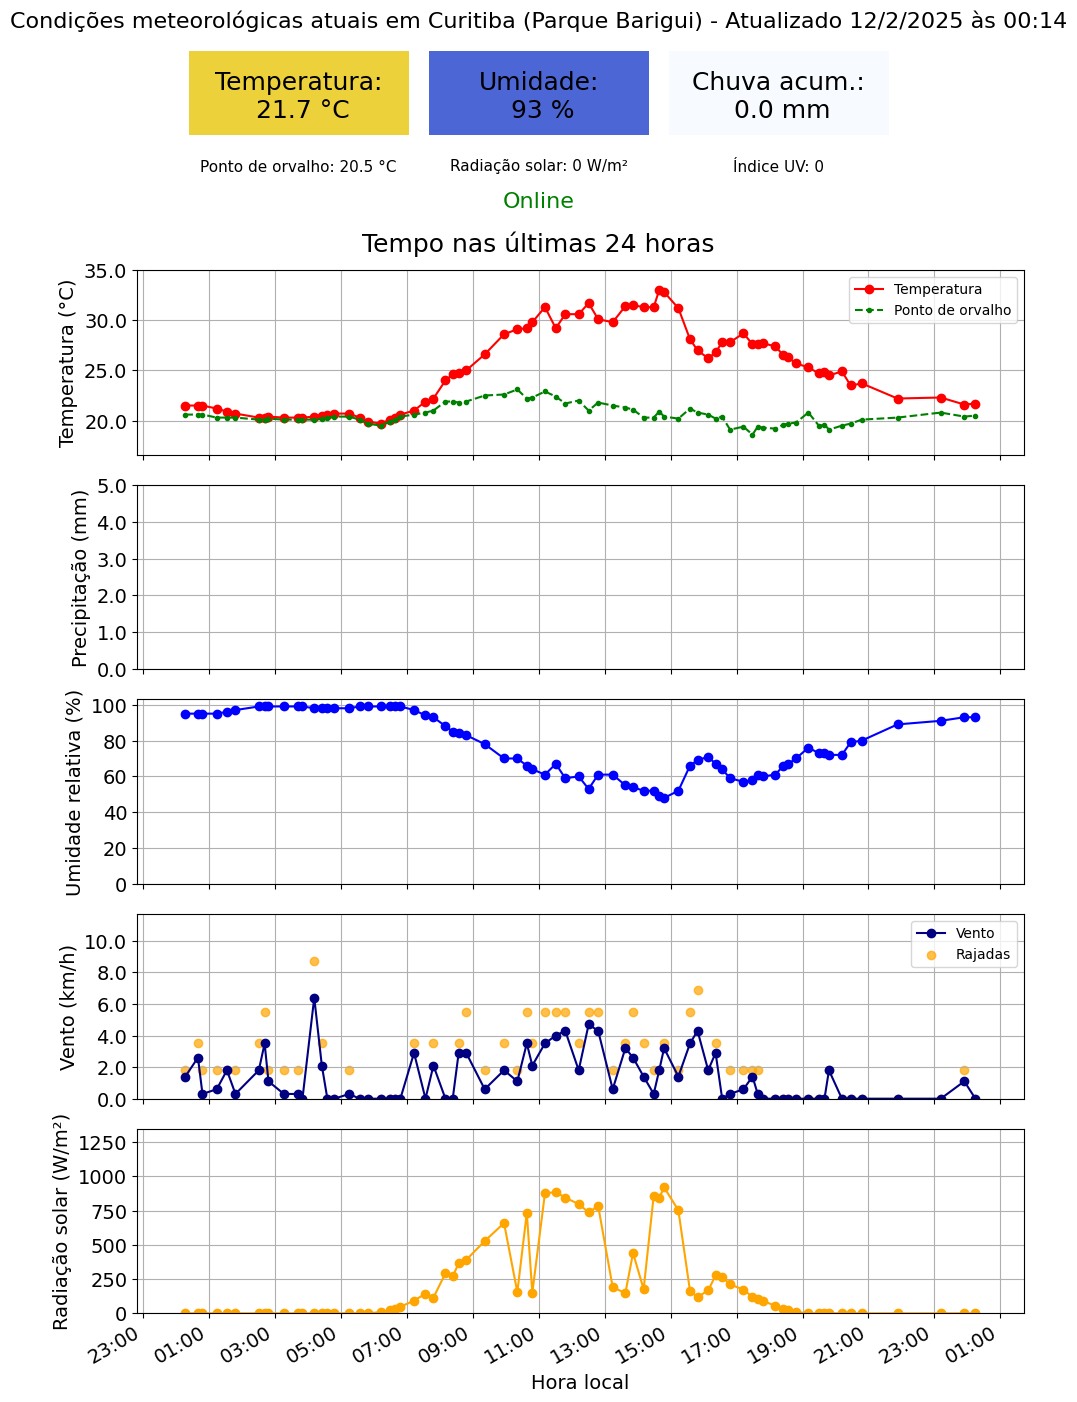 Condições meteorológicas atuais em Curitiba (Parque Barigui) - Atualizado 12/2/2025 às 00:14
Temperatura:
21.7 °C
Umidade:
93 %
Chuva acum.:
0.0 mm
Ponto de orvalho: 20.5 °C
Radiação solar: 0 W/m²
Índice UV: 0
Online
Tempo nas últimas 24 horas
Temperatura (°C)
35.0
30.0
25.0
20.0
Temperatura
Ponto de orvalho
Precipitação (mm)
5.0
4.0
3.0
2.0
1.0
0.0
Umidade relativa (%)
100
80
60
40
20
0
Vento (km/h)
10.0
8.0
6.0
4.0
2.0
0.0
Vento
Rajadas
Radiação solar (W/m²)
1250
1000
750
500
250
0
23:00
01:00
03:00
05:00
07:00
09:00
11:00
13:00
15:00
17:00
19:00
21:00
23:00
01:00
Hora local